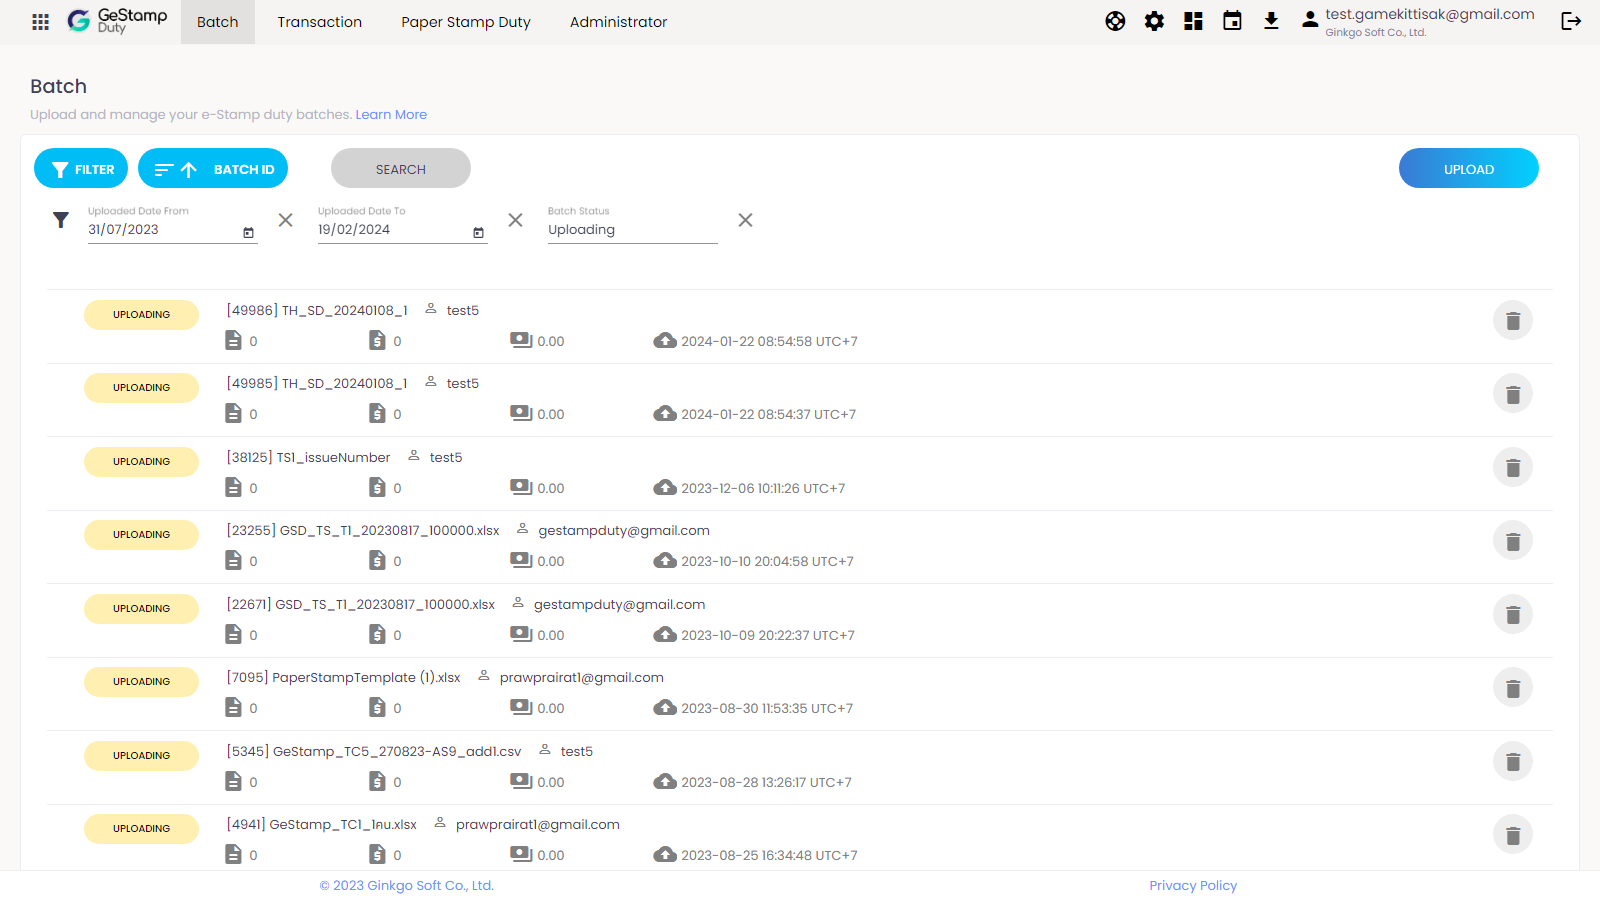 GeStamp
Duty
Batch
Transaction
Paper Stamp Duty
Administrator
test.gamekittisak@gmail.com
Ginkgo Soft Co., Ltd.
Batch
Upload and manage your e-Stamp duty batches. Learn More
FILTER
BATCH ID
SEARCH
UPLOAD
Uploaded Date From
31/07/2023
Uploaded Date To
19/02/2024
Batch Status
Uploading
UPLOADING
[49986] TH_SD_20240108_1 test5
0 0 0.00 2024-01-22 08:54:58 UTC+7
UPLOADING
[49985] TH_SD_20240108_1 test5
0 0 0.00 2024-01-22 08:54:37 UTC+7
UPLOADING
[38125] TS1_issueNumber test5
0 0 0.00 2023-12-06 10:11:26 UTC+7
UPLOADING
[23255] GSD_TS_T1_20230817_100000.xlsx gestampduty@gmail.com
0 0 0.00 2023-10-10 20:04:58 UTC+7
UPLOADING
[22671] GSD_TS_T1_20230817_100000.xlsx gestampduty@gmail.com
0 0 0.00 2023-10-09 20:22:37 UTC+7
UPLOADING
[7095] PaperStampTemplate (1).xlsx prawprairat1@gmail.com
0 0 0.00 2023-08-30 11:53:35 UTC+7
UPLOADING
[5345] GeStamp_TC5_270823-AS9_add1.csv test5
0 0 0.00 2023-08-28 13:26:17 UTC+7
UPLOADING
[4941] GeStamp_TC1_1คน.xlsx prawprairat1@gmail.com
0 0 0.00 2023-08-25 16:34:48 UTC+7
© 2023 Ginkgo Soft Co., Ltd.
Privacy Policy